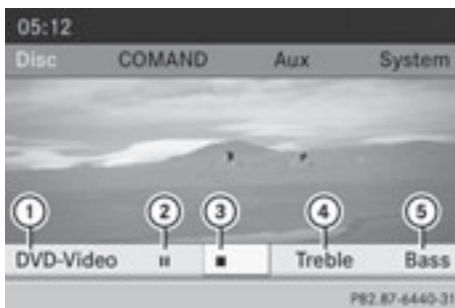 05:12
Disc COMAND Aux System
1 2 3 4 5
DVD-Video Treble Bass
P82.87-6440-31